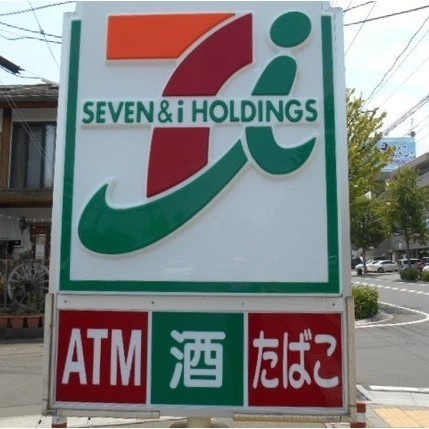 SEVEN & i HOLDINGS
ATM 酒 たばこ